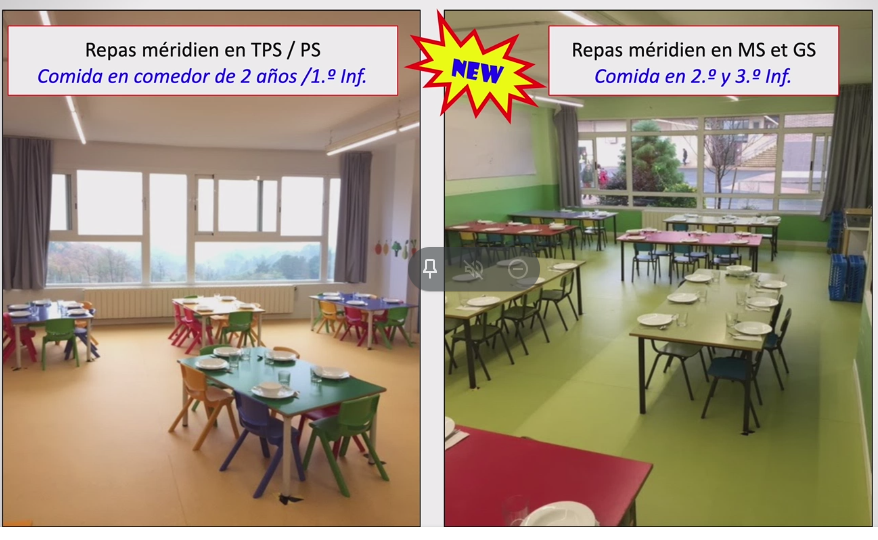 Repas méridien en TPS / PS
Comida en comedor de 2 años /1.º Inf.
NEW
Repas méridien en MS et GS
Comida en 2.º y 3.º Inf.